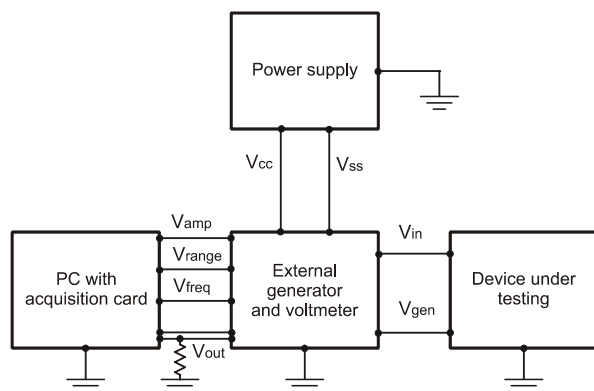 Power supply
Vcc
Vss
Vamp
Vrange
Vfreq
Vout
PC with
acquisition card
External
generator
and voltmeter
Vin
Vgen
Device under
testing